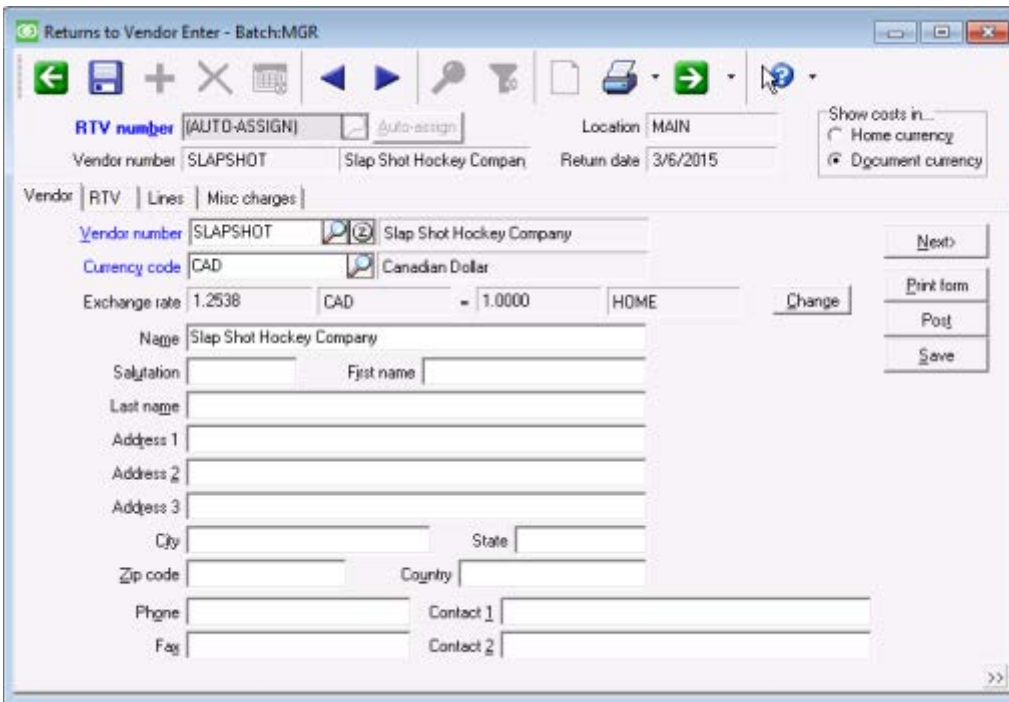 Returns to Vendor Enter - Batch:MGR
RTV number (AUTO-ASSIGN) Auto-assign Location MAIN Show costs in...
Home currency
Vendor number SLAPSHOT Slap Shot Hockey Compan Return date 3/6/2015 Document currency
Vendor RTV Lines Misc charges
Vendor number SLAPSHOT 2 Slap Shot Hockey Company Next>
Currency code CAD Canadian Dollar
Exchange rate 1.2538 CAD = 1.0000 HOME Change Print form
Name Slap Shot Hockey Company Post
Salutation First name Save
Last name
Address 1
Address 2
Address 3
City State
Zip code Country
Phone Contact 1
Fax Contact 2
>>